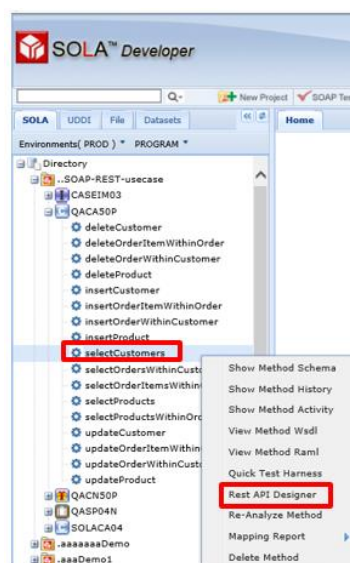 SOLA™ Developer
New Project
SOAP Te
SOLA
UDDI
File
Datasets
Home
Environments( PROD )
PROGRAM
Directory
..SOAP-REST-usecase
CASEIM03
QACA50P
deleteCustomer
deleteOrderItemWithinOrder
deleteOrderWithinCustomer
deleteProduct
insertCustomer
insertOrderItemWithinOrder
insertOrderWithinCustomer
insertProduct
selectCustomers
selectOrdersWithinCust
selectOrderItemsWithin
selectProducts
selectProductsWithinOrd
updateCustomer
updateOrderItemWithin
updateOrderWithinCust
updateProduct
QACN50P
QASP04N
SOLACA04
.aaaaaaDemo
.aaaDemo1
Show Method Schema
Show Method History
Show Method Activity
View Method Wsdl
View Method Raml
Quick Test Harness
Rest API Designer
Re-Analyze Method
Mapping Report
Delete Method